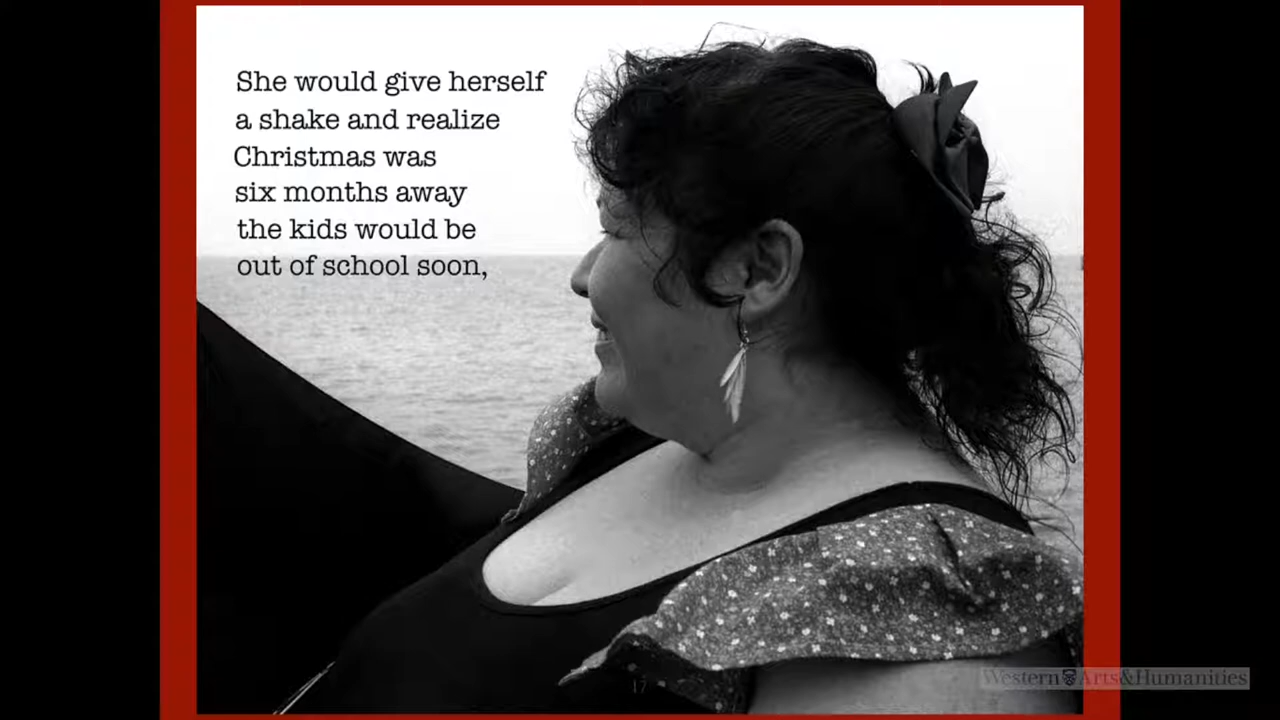 She would give herself
a shake and realize
Christmas was
six months away
the kids would be
out of school soon,
17
Western Arts&Humanities